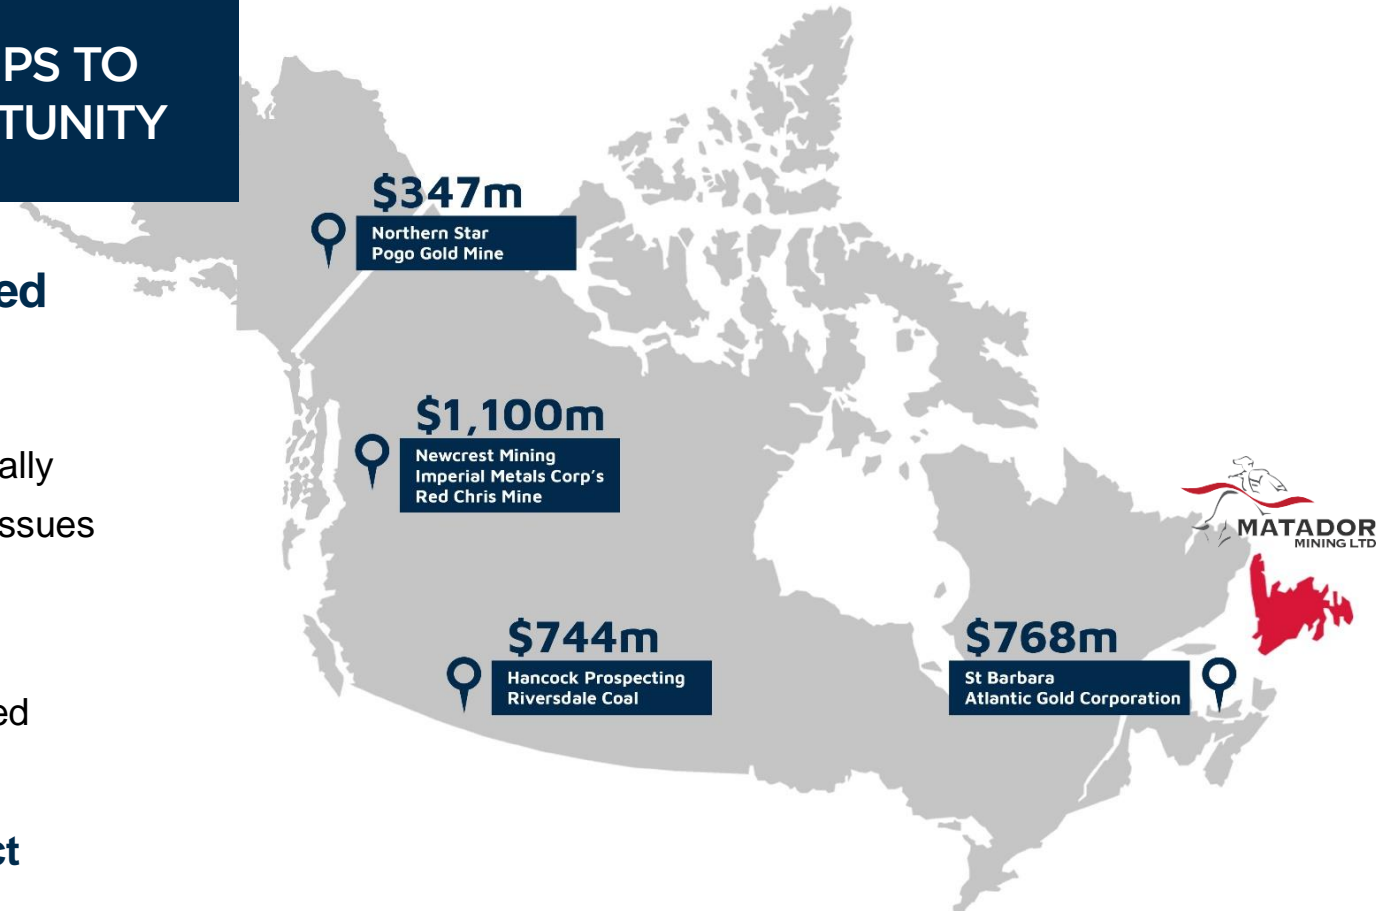 PS TO
TUNITY
ed
ally
ssues
ed
ct
$347m
Northern Star
Pogo Gold Mine
$1,100m
Newcrest Mining
Imperial Metals Corp's
Red Chris Mine
$744m
Hancock Prospecting
Riversdale Coal
$768m
St Barbara
Atlantic Gold Corporation
MATADOR
MINING LTD